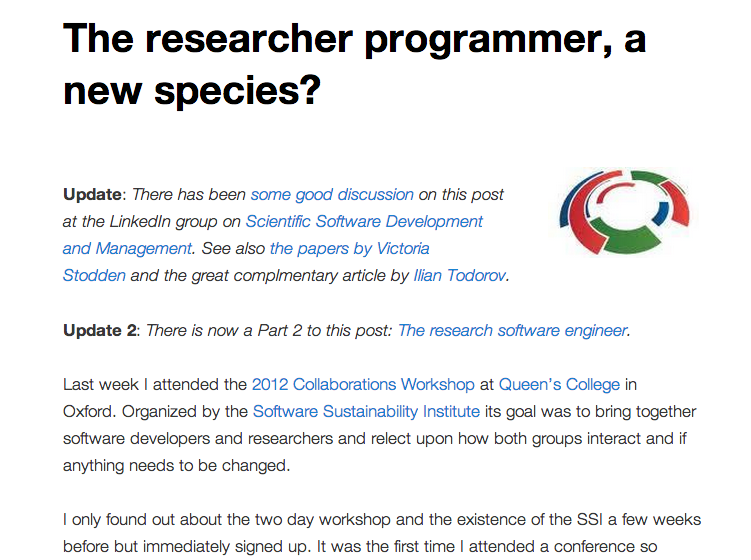 The researcher programmer, a
new species?
Update: There has been some good discussion on this post
at the LinkedIn group on Scientific Software Development
and Management. See also the papers by Victoria
Stodden and the great complmentary article by Ilian Todorov.
Update 2: There is now a Part 2 to this post: The research software engineer.
Last week I attended the 2012 Collaborations Workshop at Queen's College in
Oxford. Organized by the Software Sustainability Institute its goal was to bring together
software developers and researchers and relect upon how both groups interact and if
anything needs to be changed.
I only found out about the two day workshop and the existence of the SSI a few weeks
before but immediately signed up. It was the first time I attended a conference so